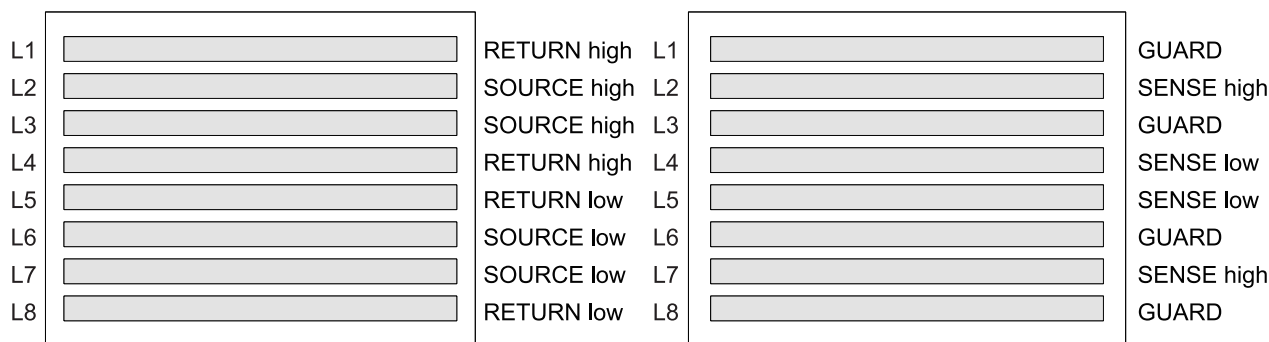 L1 RETURN high L1 GUARD
L2 SOURCE high L2 SENSE high
L3 SOURCE high L3 GUARD
L4 RETURN high L4 SENSE low
L5 RETURN low L5 SENSE low
L6 SOURCE low L6 GUARD
L7 SOURCE low L7 SENSE high
L8 RETURN low L8 GUARD